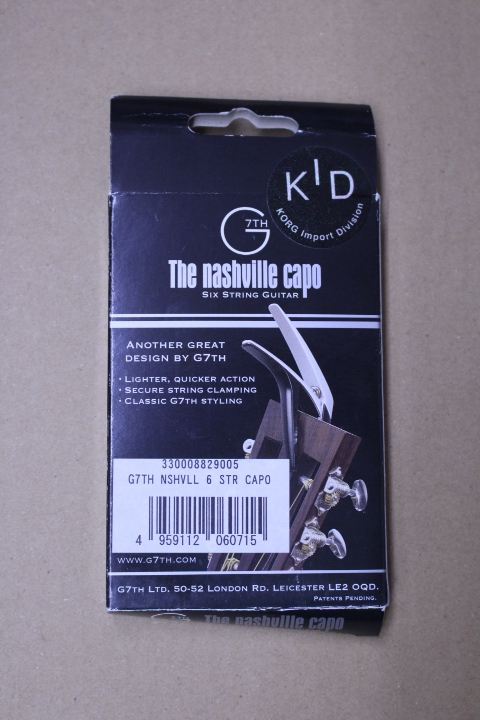 KID
KORG Import Division
G 7TH
The nashville capo
SIX STRING GUITAR
ANOTHER GREAT
DESIGN BY G7TH
· LIGHTER, QUICKER ACTION
· SECURE STRING CLAMPING
· CLASSIC G7TH STYLING
330008829005
G7TH NSHVLL 6 STR CAPO
4 959112 060715
WWW.G7TH.COM
G7TH LTD. 50-52 LONDON RD. LEICESTER LE2 0QD.
PATENTS PENDING.
The nashville capo